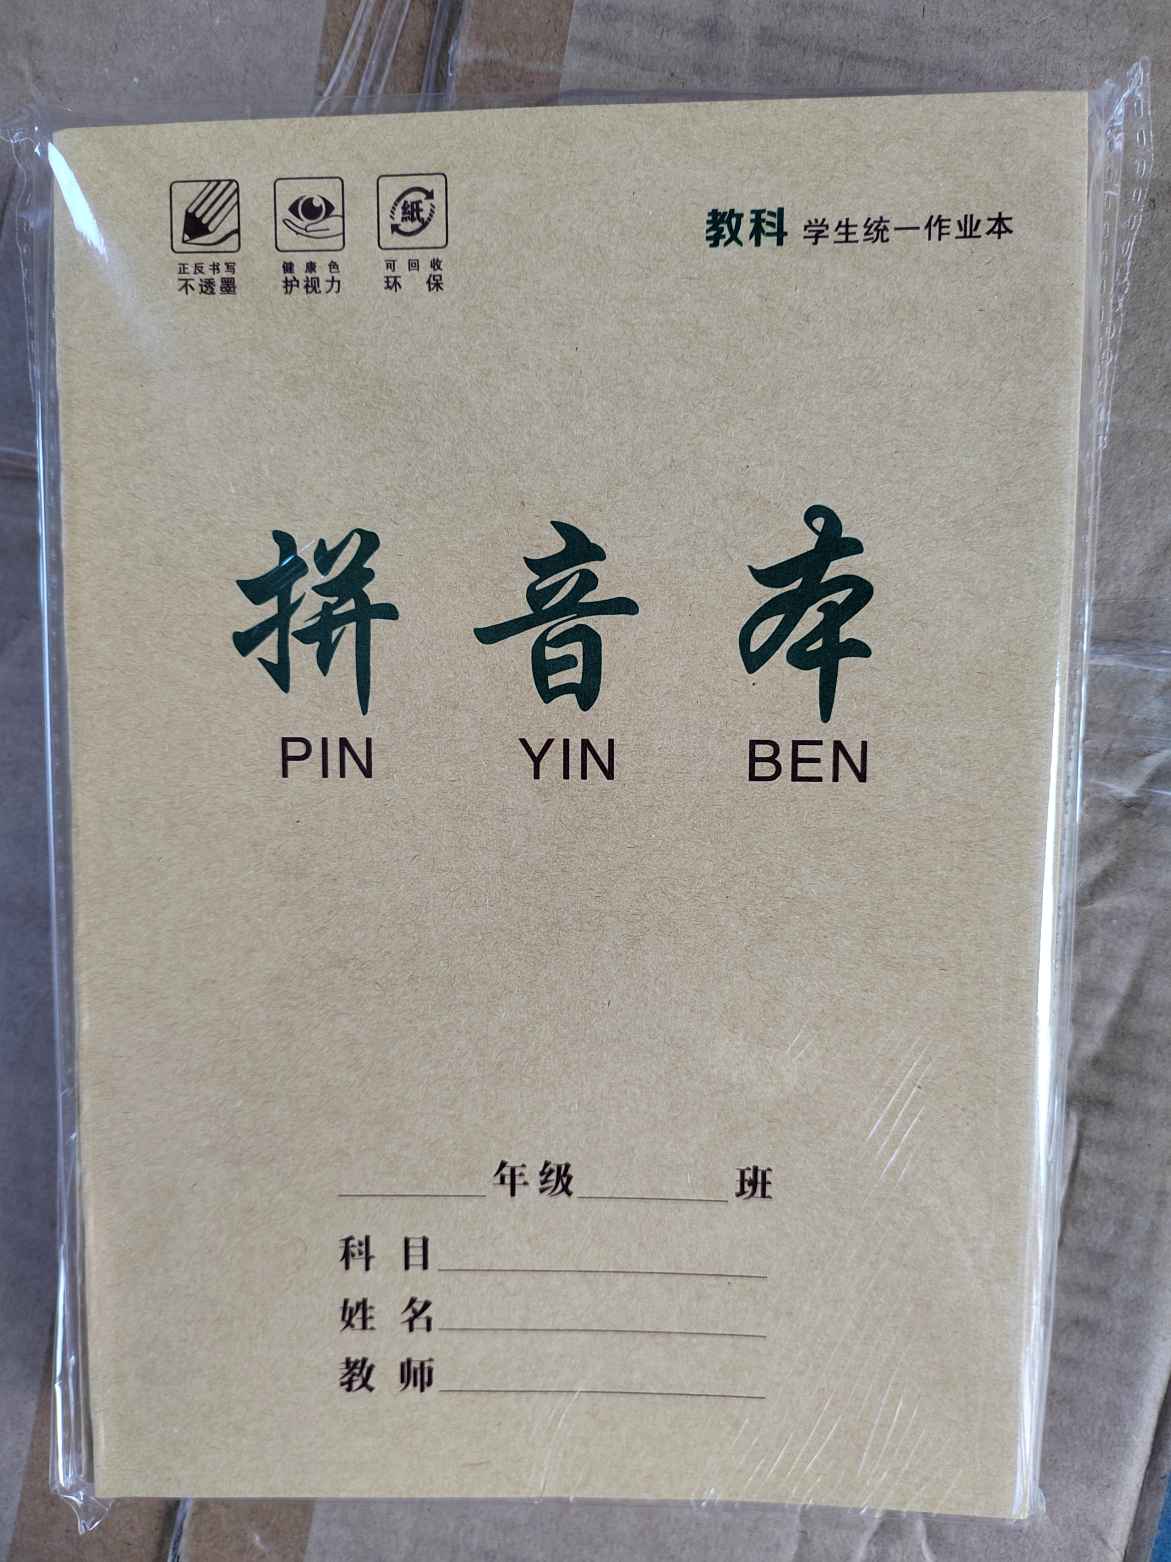 正反书写
不透墨
健康色
护视力
紙
可回收
环保
教科 学生统一作业本
拼音本
PIN YIN BEN
年级 班
科目
姓名
教师